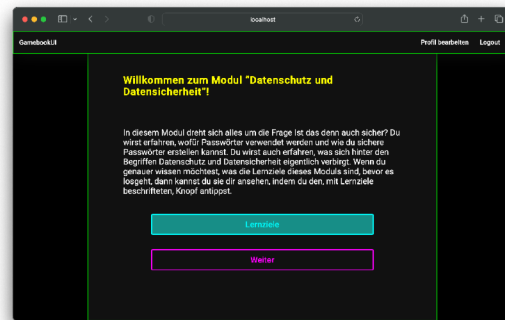 localhost
GamebookUI
Profil bearbeiten Logout
Willkommen zum Modul "Datenschutz und
Datensicherheit"!
In diesem Modul dreht sich alles um die Frage Ist das denn auch sicher? Du
wirst erfahren, wofür Passwörter verwendet werden und wie du sichere
Passwörter erstellen kannst. Du wirst auch erfahren, was sich hinter den
Begriffen Datenschutz und Datensicherheit eigentlich verbirgt. Wenn du
genauer wissen möchtest, was die Lernziele dieses Moduls sind, bevor es
losgeht, dann kannst du sie dir ansehen, indem du den, mit Lernziele
beschrifteten, Knopf antippst.
Lernziele
Weiter